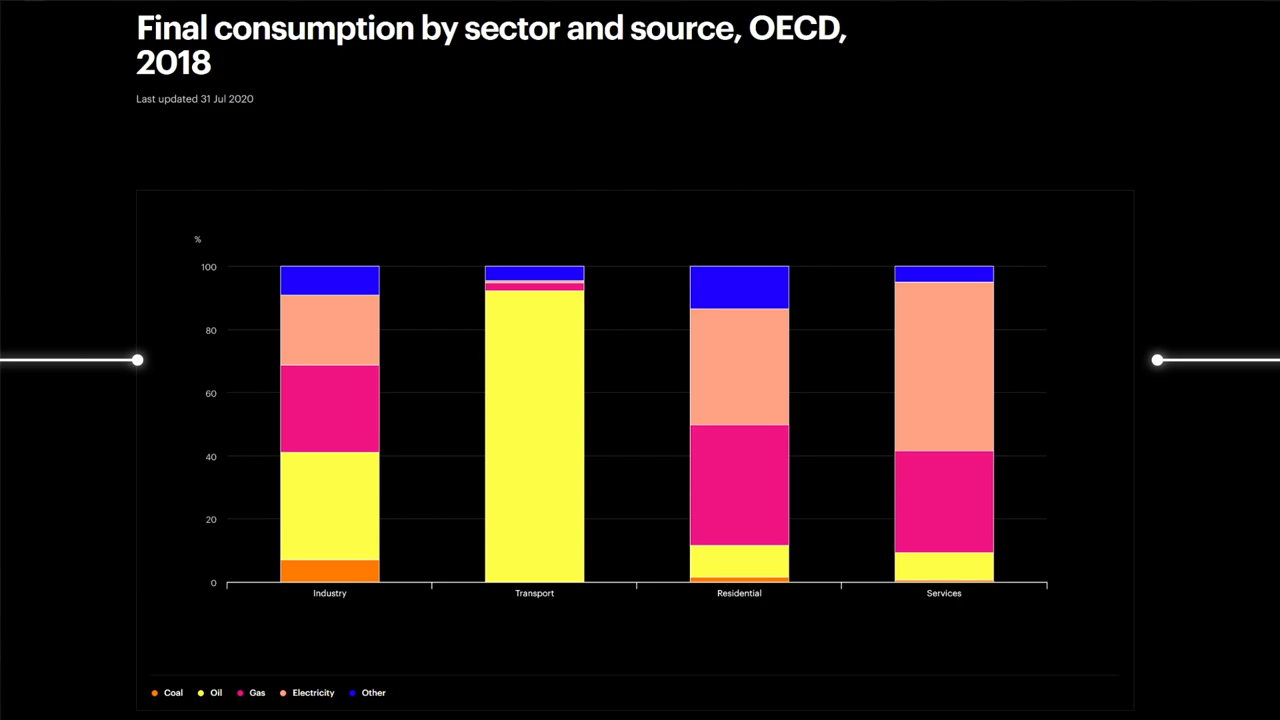 Final consumption by sector and source, OECD,
2018
Last updated 31 Jul 2020
%
100
80
60
40
20
0
Industry Transport Residential Services
Coal Oil Gas Electricity Other